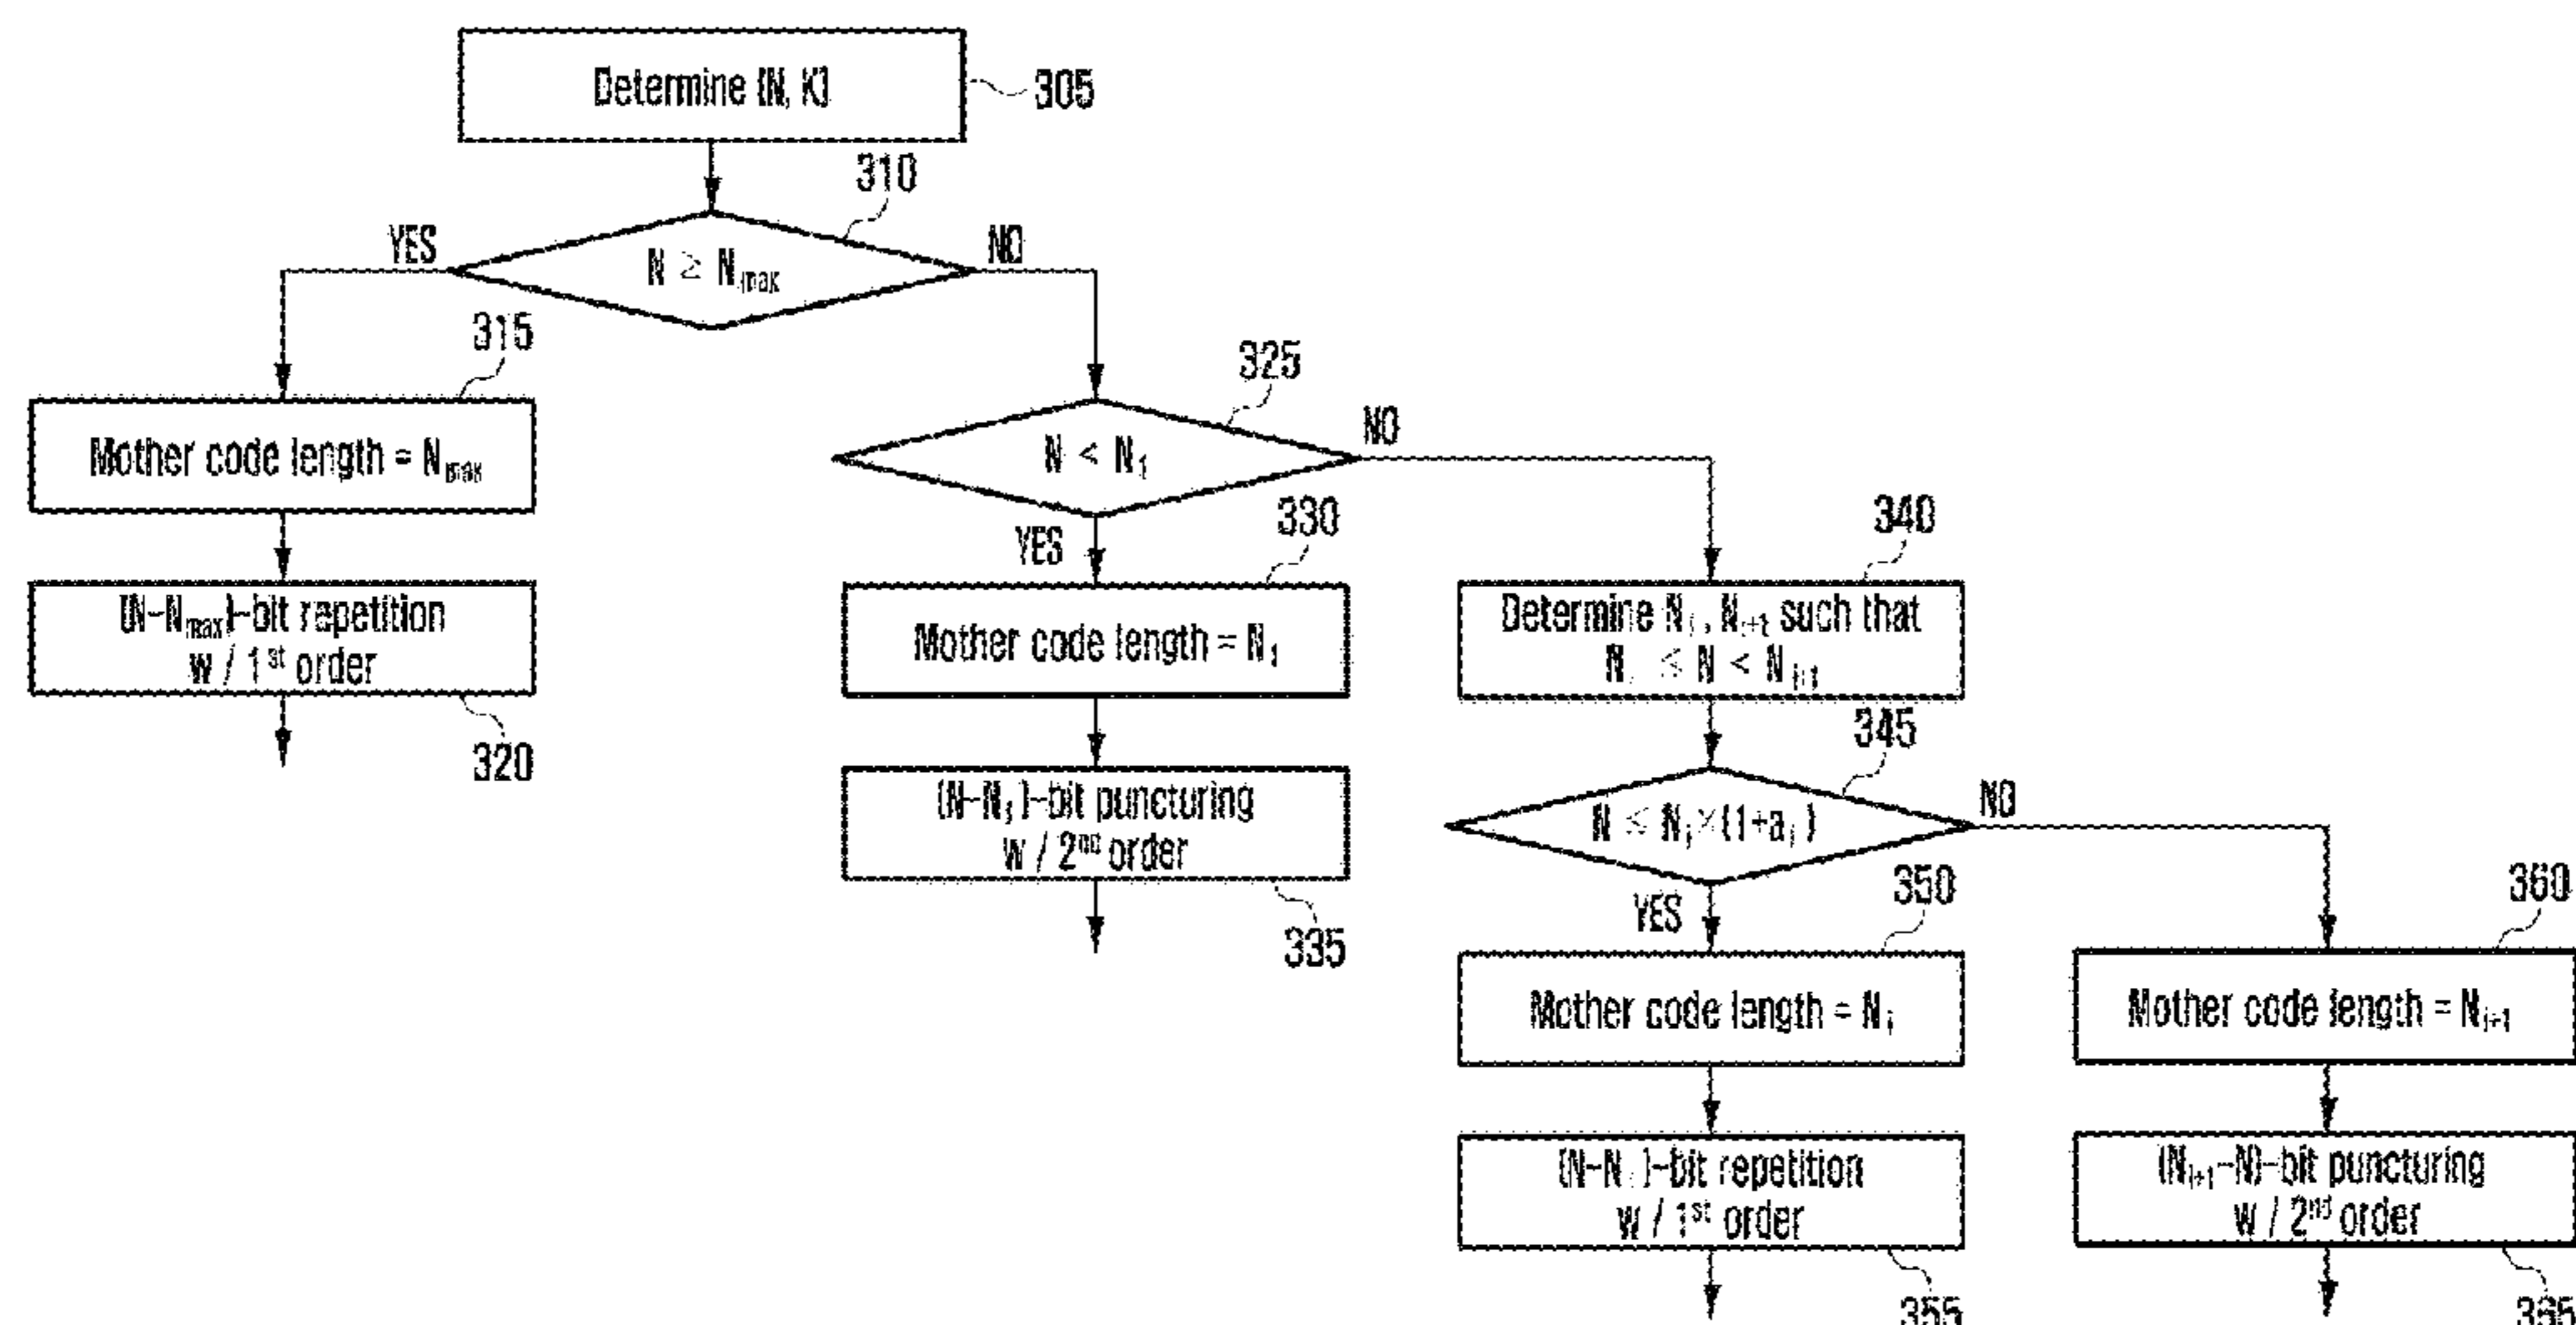 Determine (N, K)
305
310
YES
N ≥ Nmax
NO
315
Mother code length = Nmax
(N-Nmax)-bit repetition
w / 1st order
320
325
N < N1
NO
YES
330
Mother code length = N1
(N-N1)-bit puncturing
w / 2nd order
335
340
Determine Ni, Ni+1 such that
Ni ≤ N < Ni+1
345
N ≤ Ni×(1+ai)
NO
YES
350
Mother code length = Ni
(N-Ni)-bit repetition
w / 1st order
355
360
Mother code length = Ni+1
(Ni+1-N)-bit puncturing
w / 2nd order
365